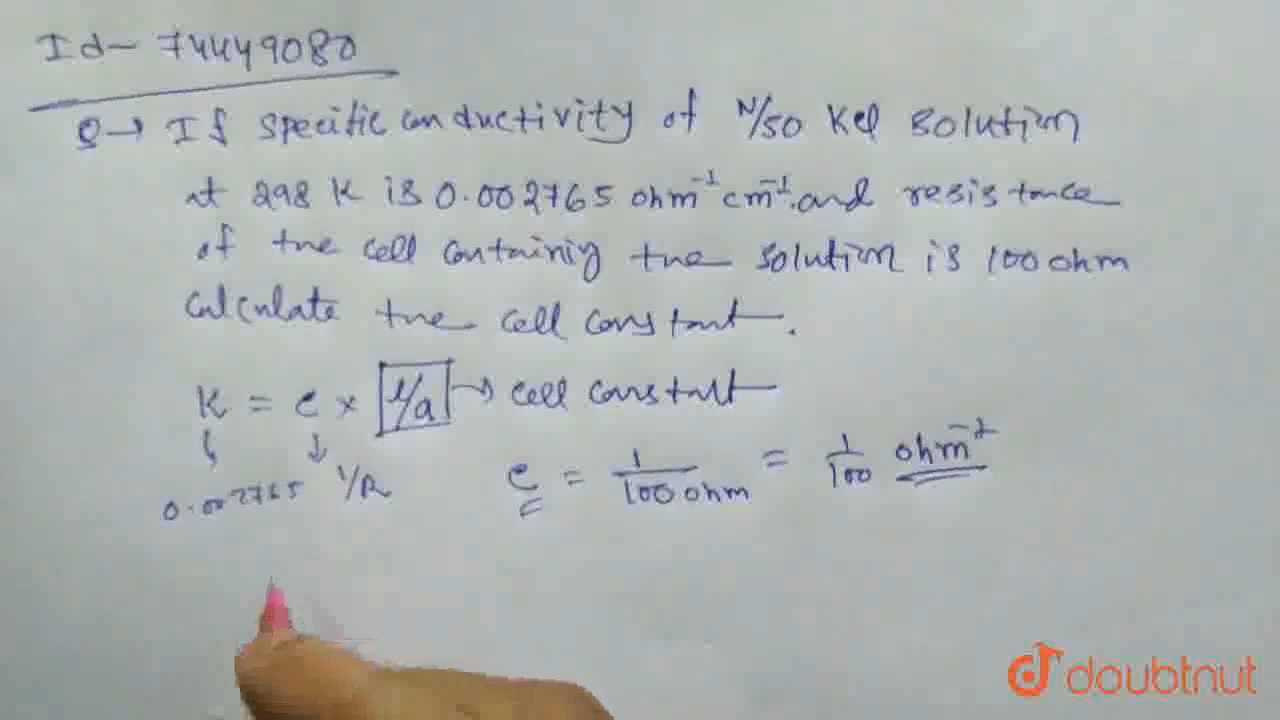 Id- 74449080
Q→ If specific conductivity of N/50 KCl solution
at 298 K is 0.002765 ohm⁻¹ cm⁻¹. and resistance
of the cell containing the solution is 100 ohm
calculate the cell constant.
K = c × l/a → cell constant
0.002765 1/R
c = 1/100 ohm = 1/100 ohm⁻¹
doubtnut